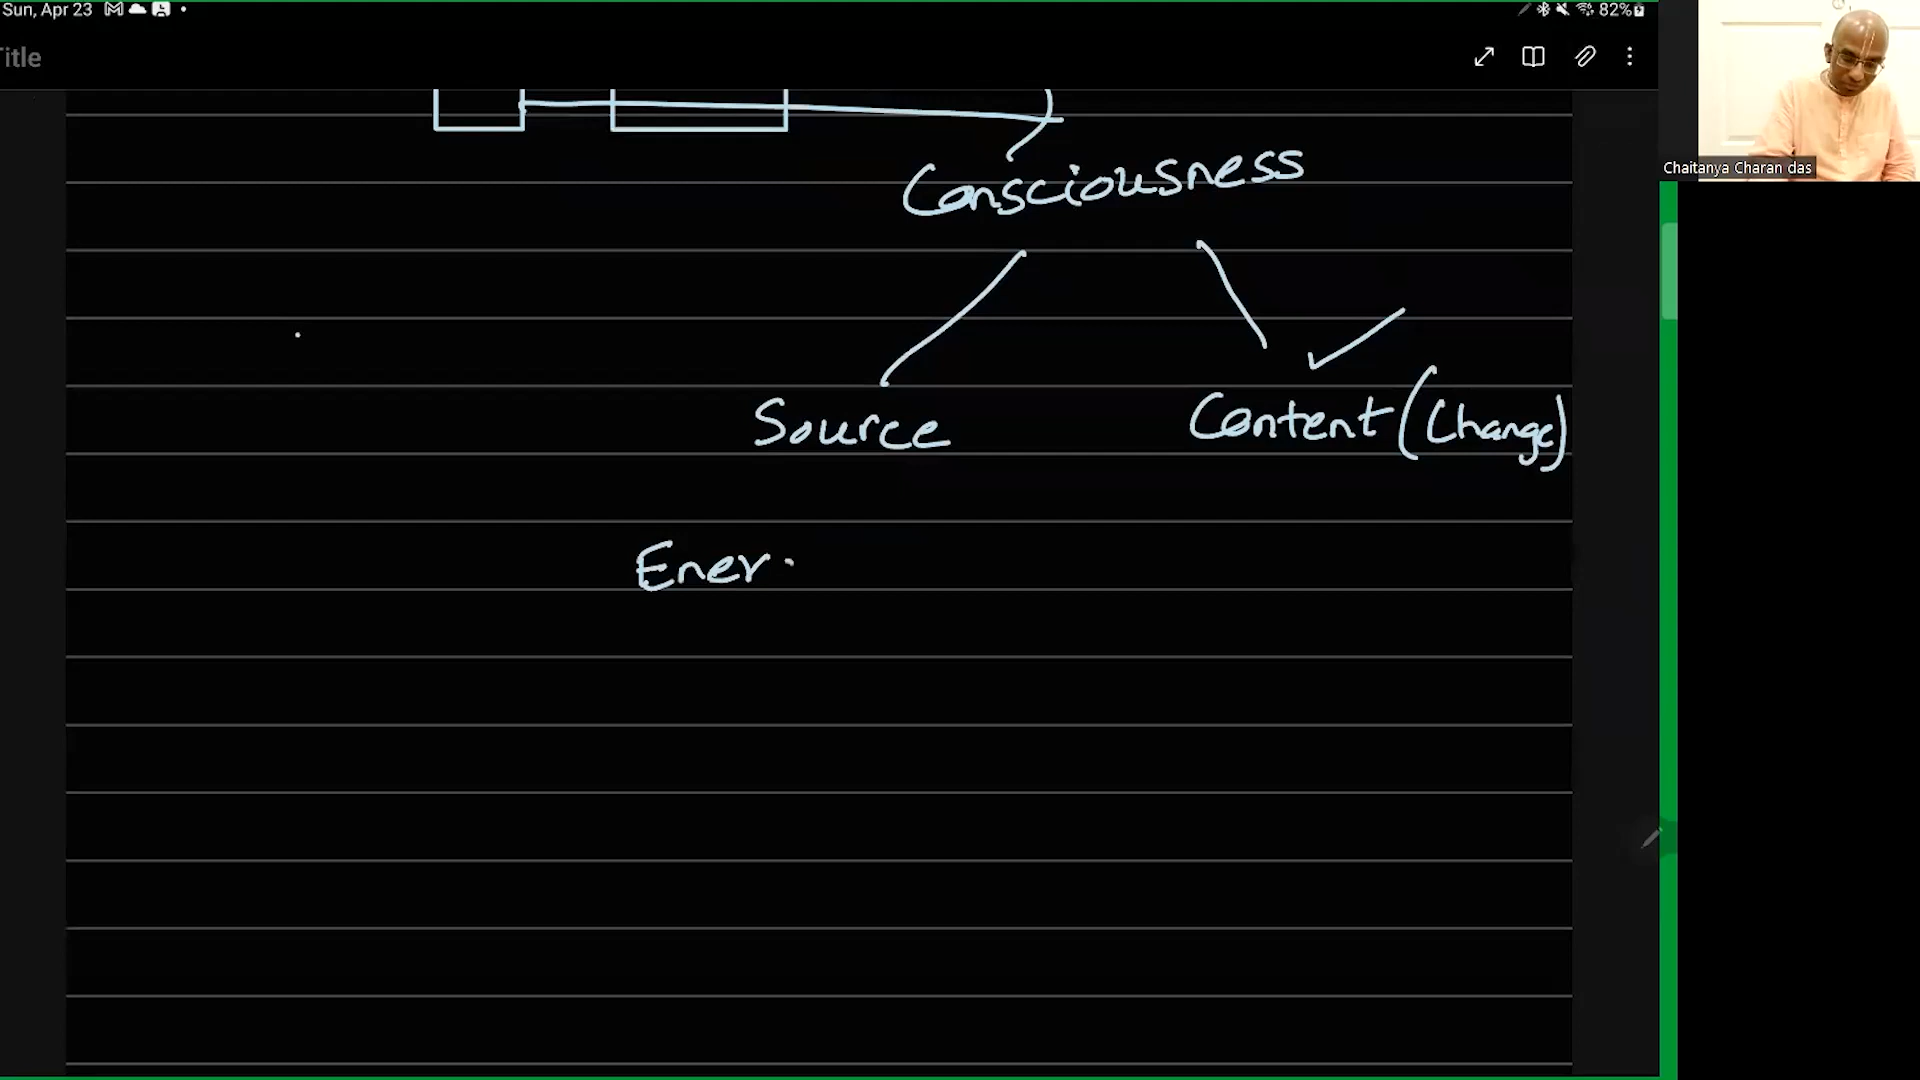 Sun, Apr 23
82%
Title
Chaitanya Charan das
Consciousness
Source
Content (Change)
Ener